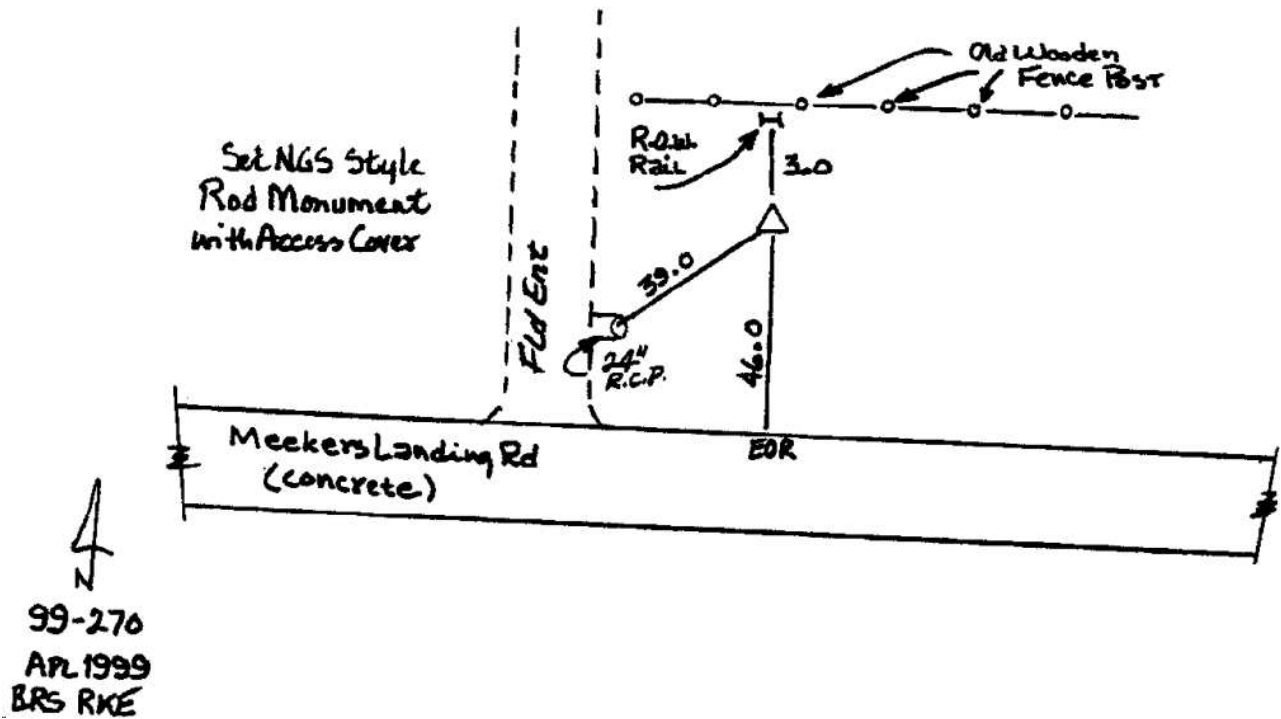 Old Wooden
Fence Post
R.O.W.
Rail
3.0
Set NGS Style
Rod Monument
with Access Cover
Fld Ent
39.0
24"
R.C.P.
46.0
EOR
Meekers Landing Rd
(concrete)
N
99-270
APL 1999
BRS RKE